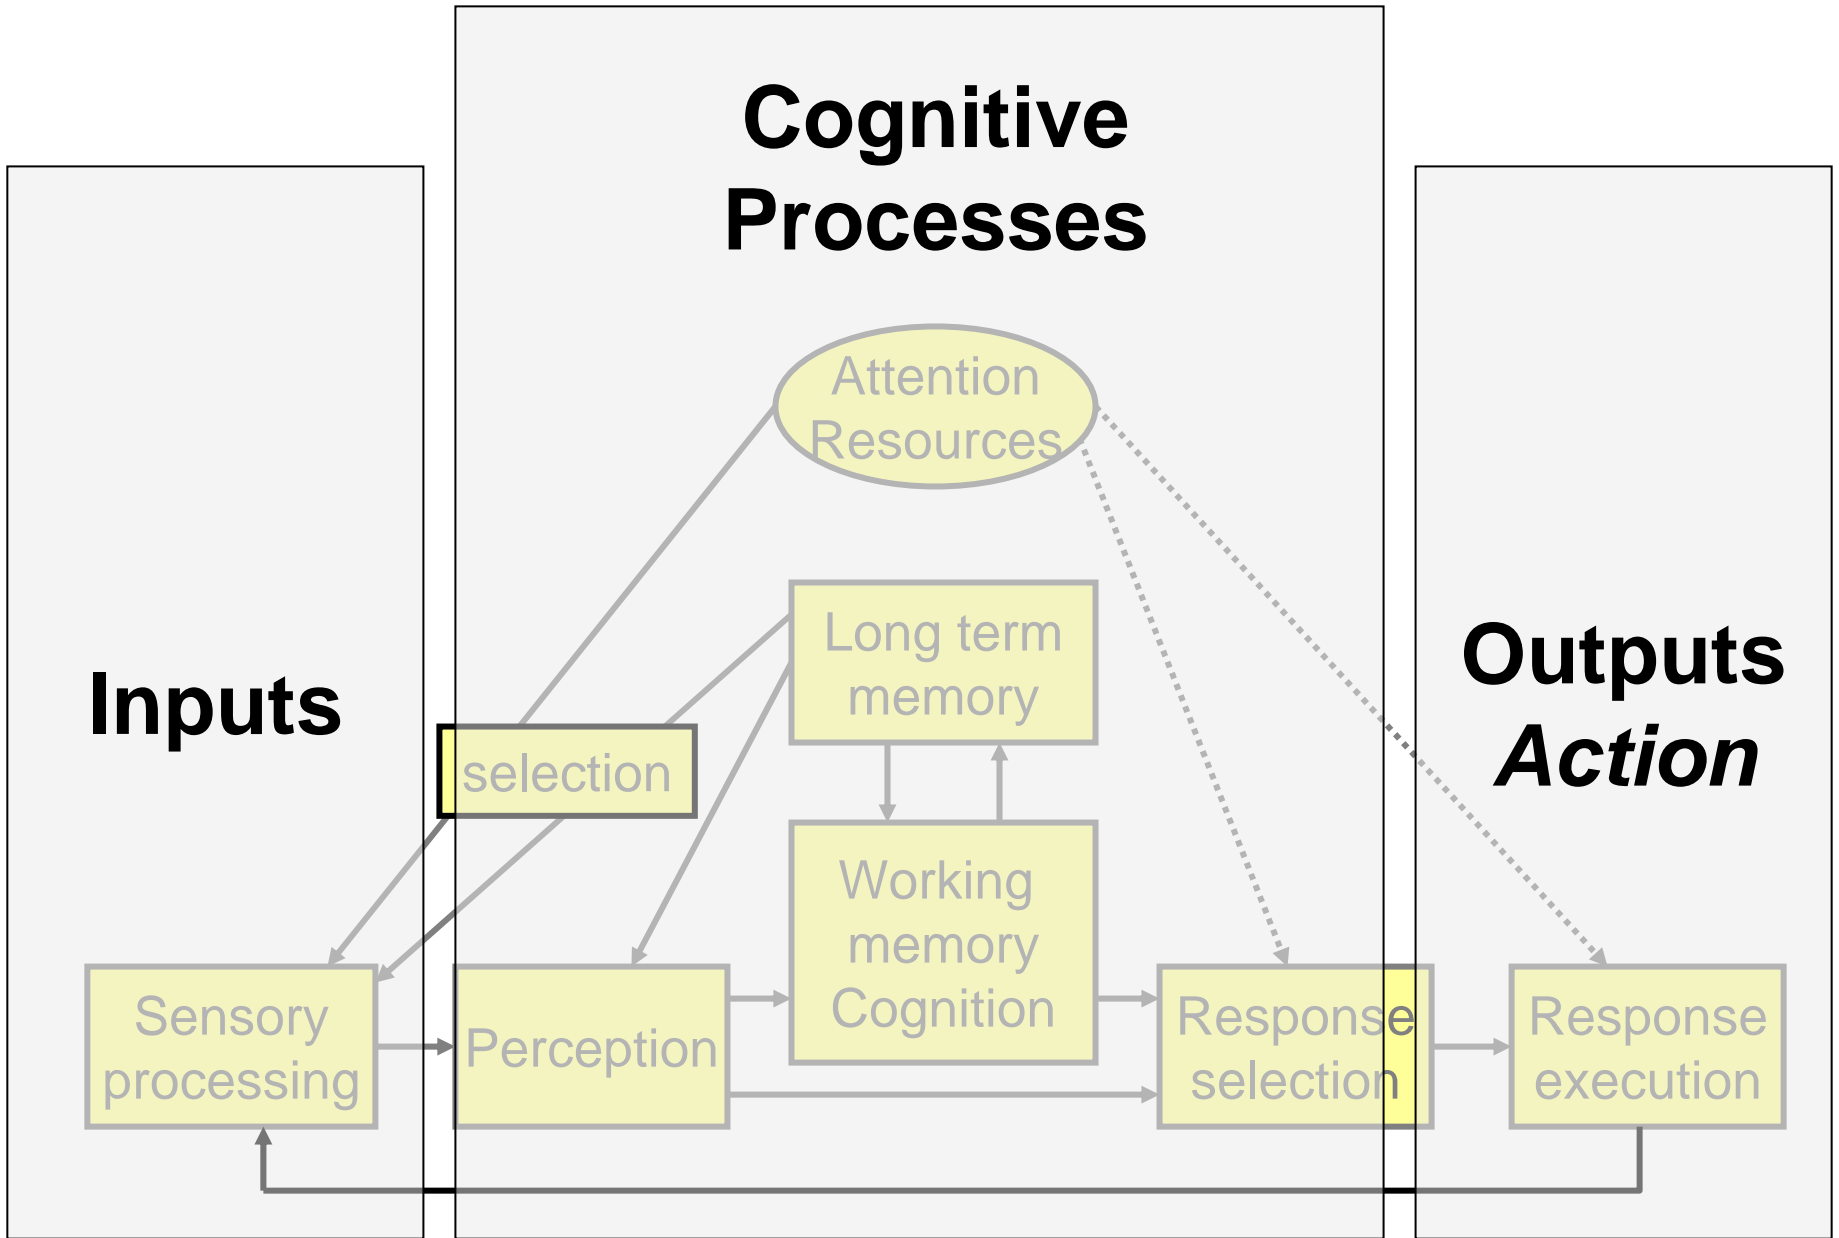 Cognitive
Processes
Attention
Resources
Long term
memory
Inputs
Outputs
Action
selection
Working
memory
Cognition
Sensory
processing
Perception
Response
selection
Response
execution